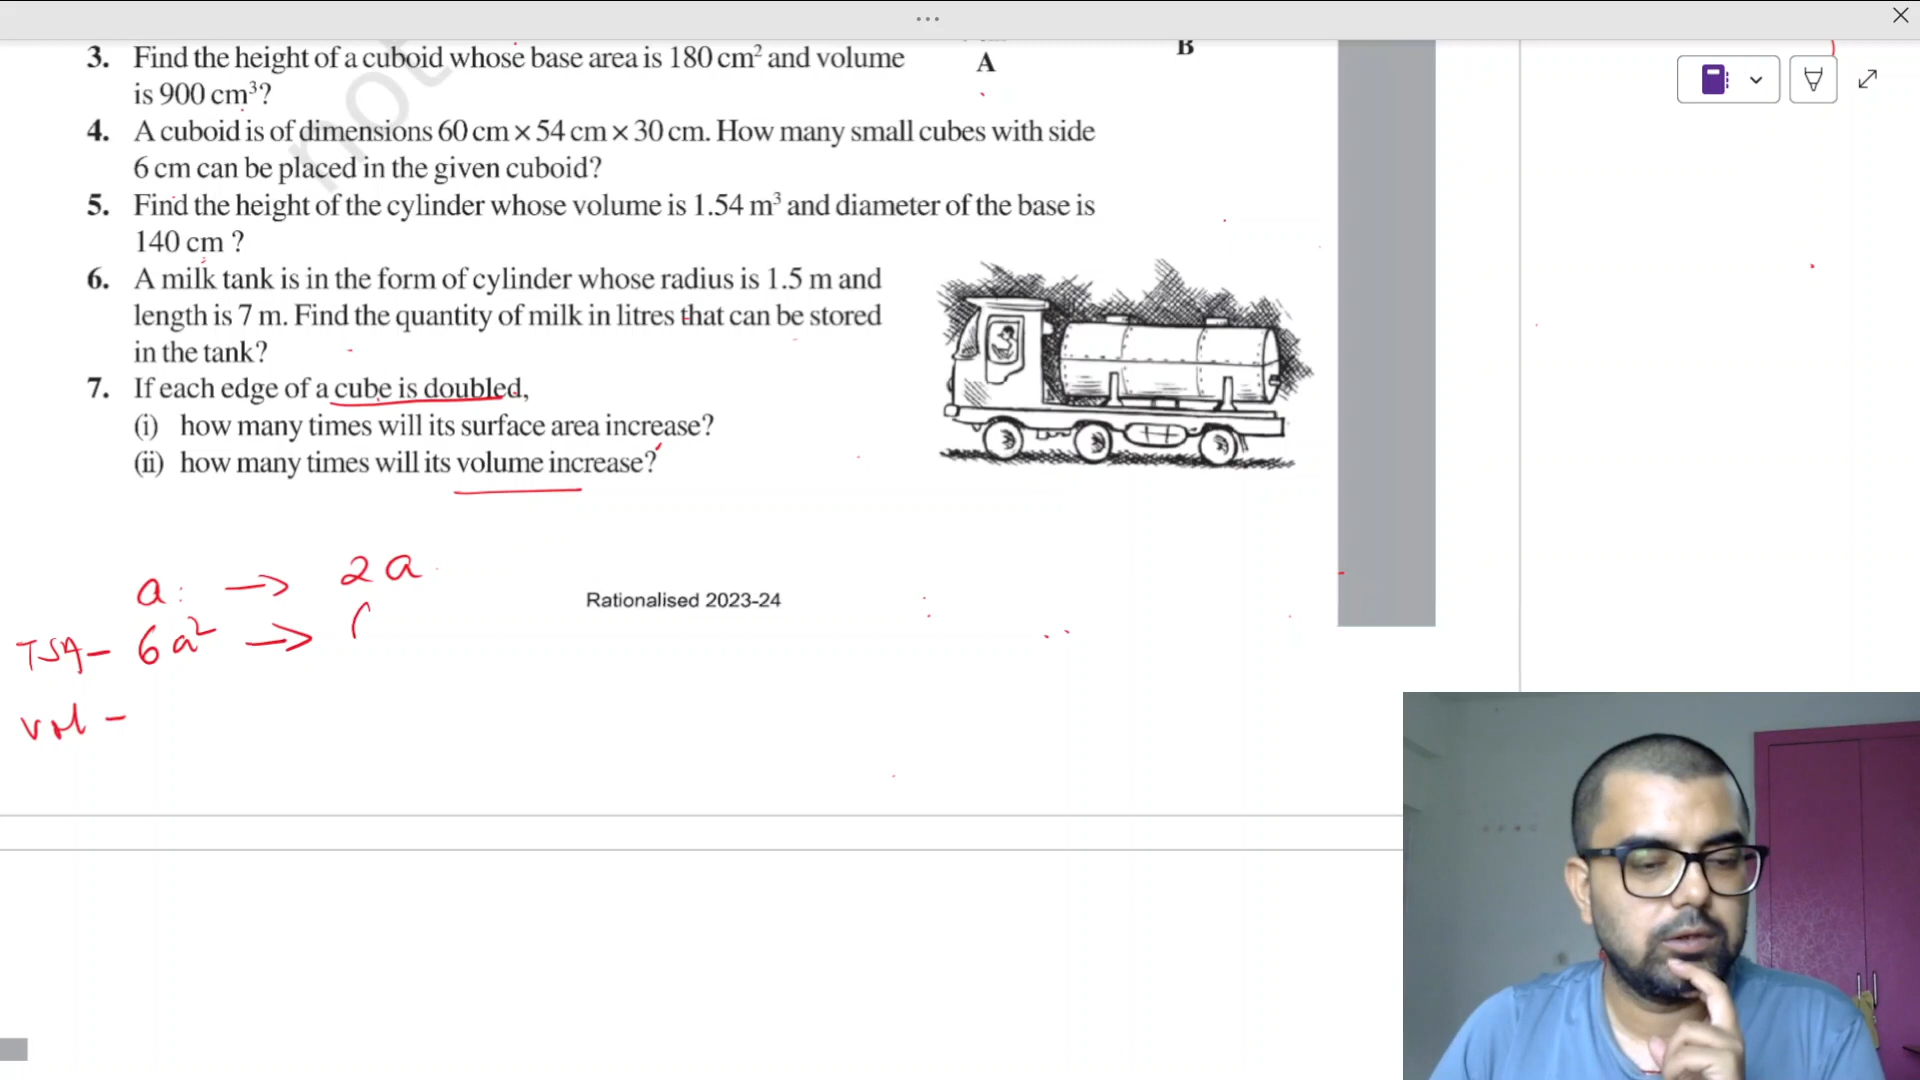 3. Find the height of a cuboid whose base area is 180 cm² and volume
is 900 cm³?
A
B
4. A cuboid is of dimensions 60 cm × 54 cm × 30 cm. How many small cubes with side
6 cm can be placed in the given cuboid?
5. Find the height of the cylinder whose volume is 1.54 m³ and diameter of the base is
140 cm ?
6. A milk tank is in the form of cylinder whose radius is 1.5 m and
length is 7 m. Find the quantity of milk in litres that can be stored
in the tank?
7. If each edge of a cube is doubled,
(i) how many times will its surface area increase?
(ii) how many times will its volume increase?
a → 2a
Rationalised 2023-24
TSA – 6a² → (
vol –
not